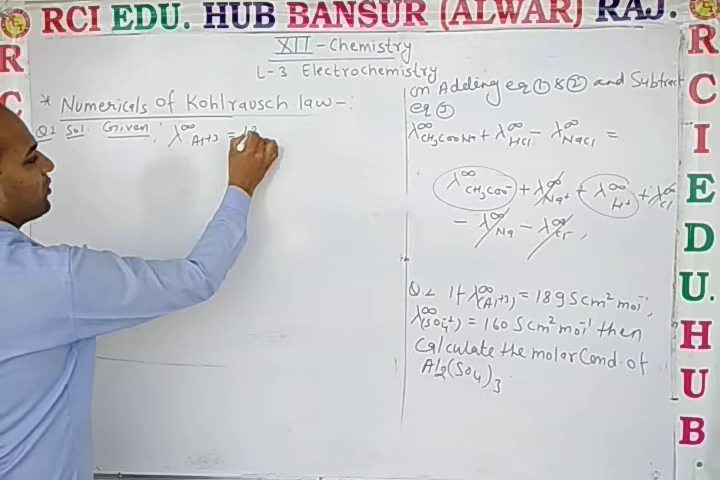 RCI EDU. HUB BANSUR (ALWAR) RAJ.
XII - Chemistry
L-3 Electrochemistry
* Numericals of Kohlrausch law -:
Q2 Sol. Given, λ∞ Al+3 =
on Adding eq ① & ② and Subtract
eq ③
λ∞CH3COONa + λ∞HCl - λ∞NaCl =
λ∞CH3COO- + λ∞Na+ + λ∞H+ + λ∞Cl
- λ∞Na - λ∞Cl-,
Q2 If λ∞(Al+3) = 189 S cm² mol-1,
λ∞(SO4-2) = 160 S cm² mol-1 then
Calculate the molar Cond of
Al2(SO4)3
RCI EDU. HUB.